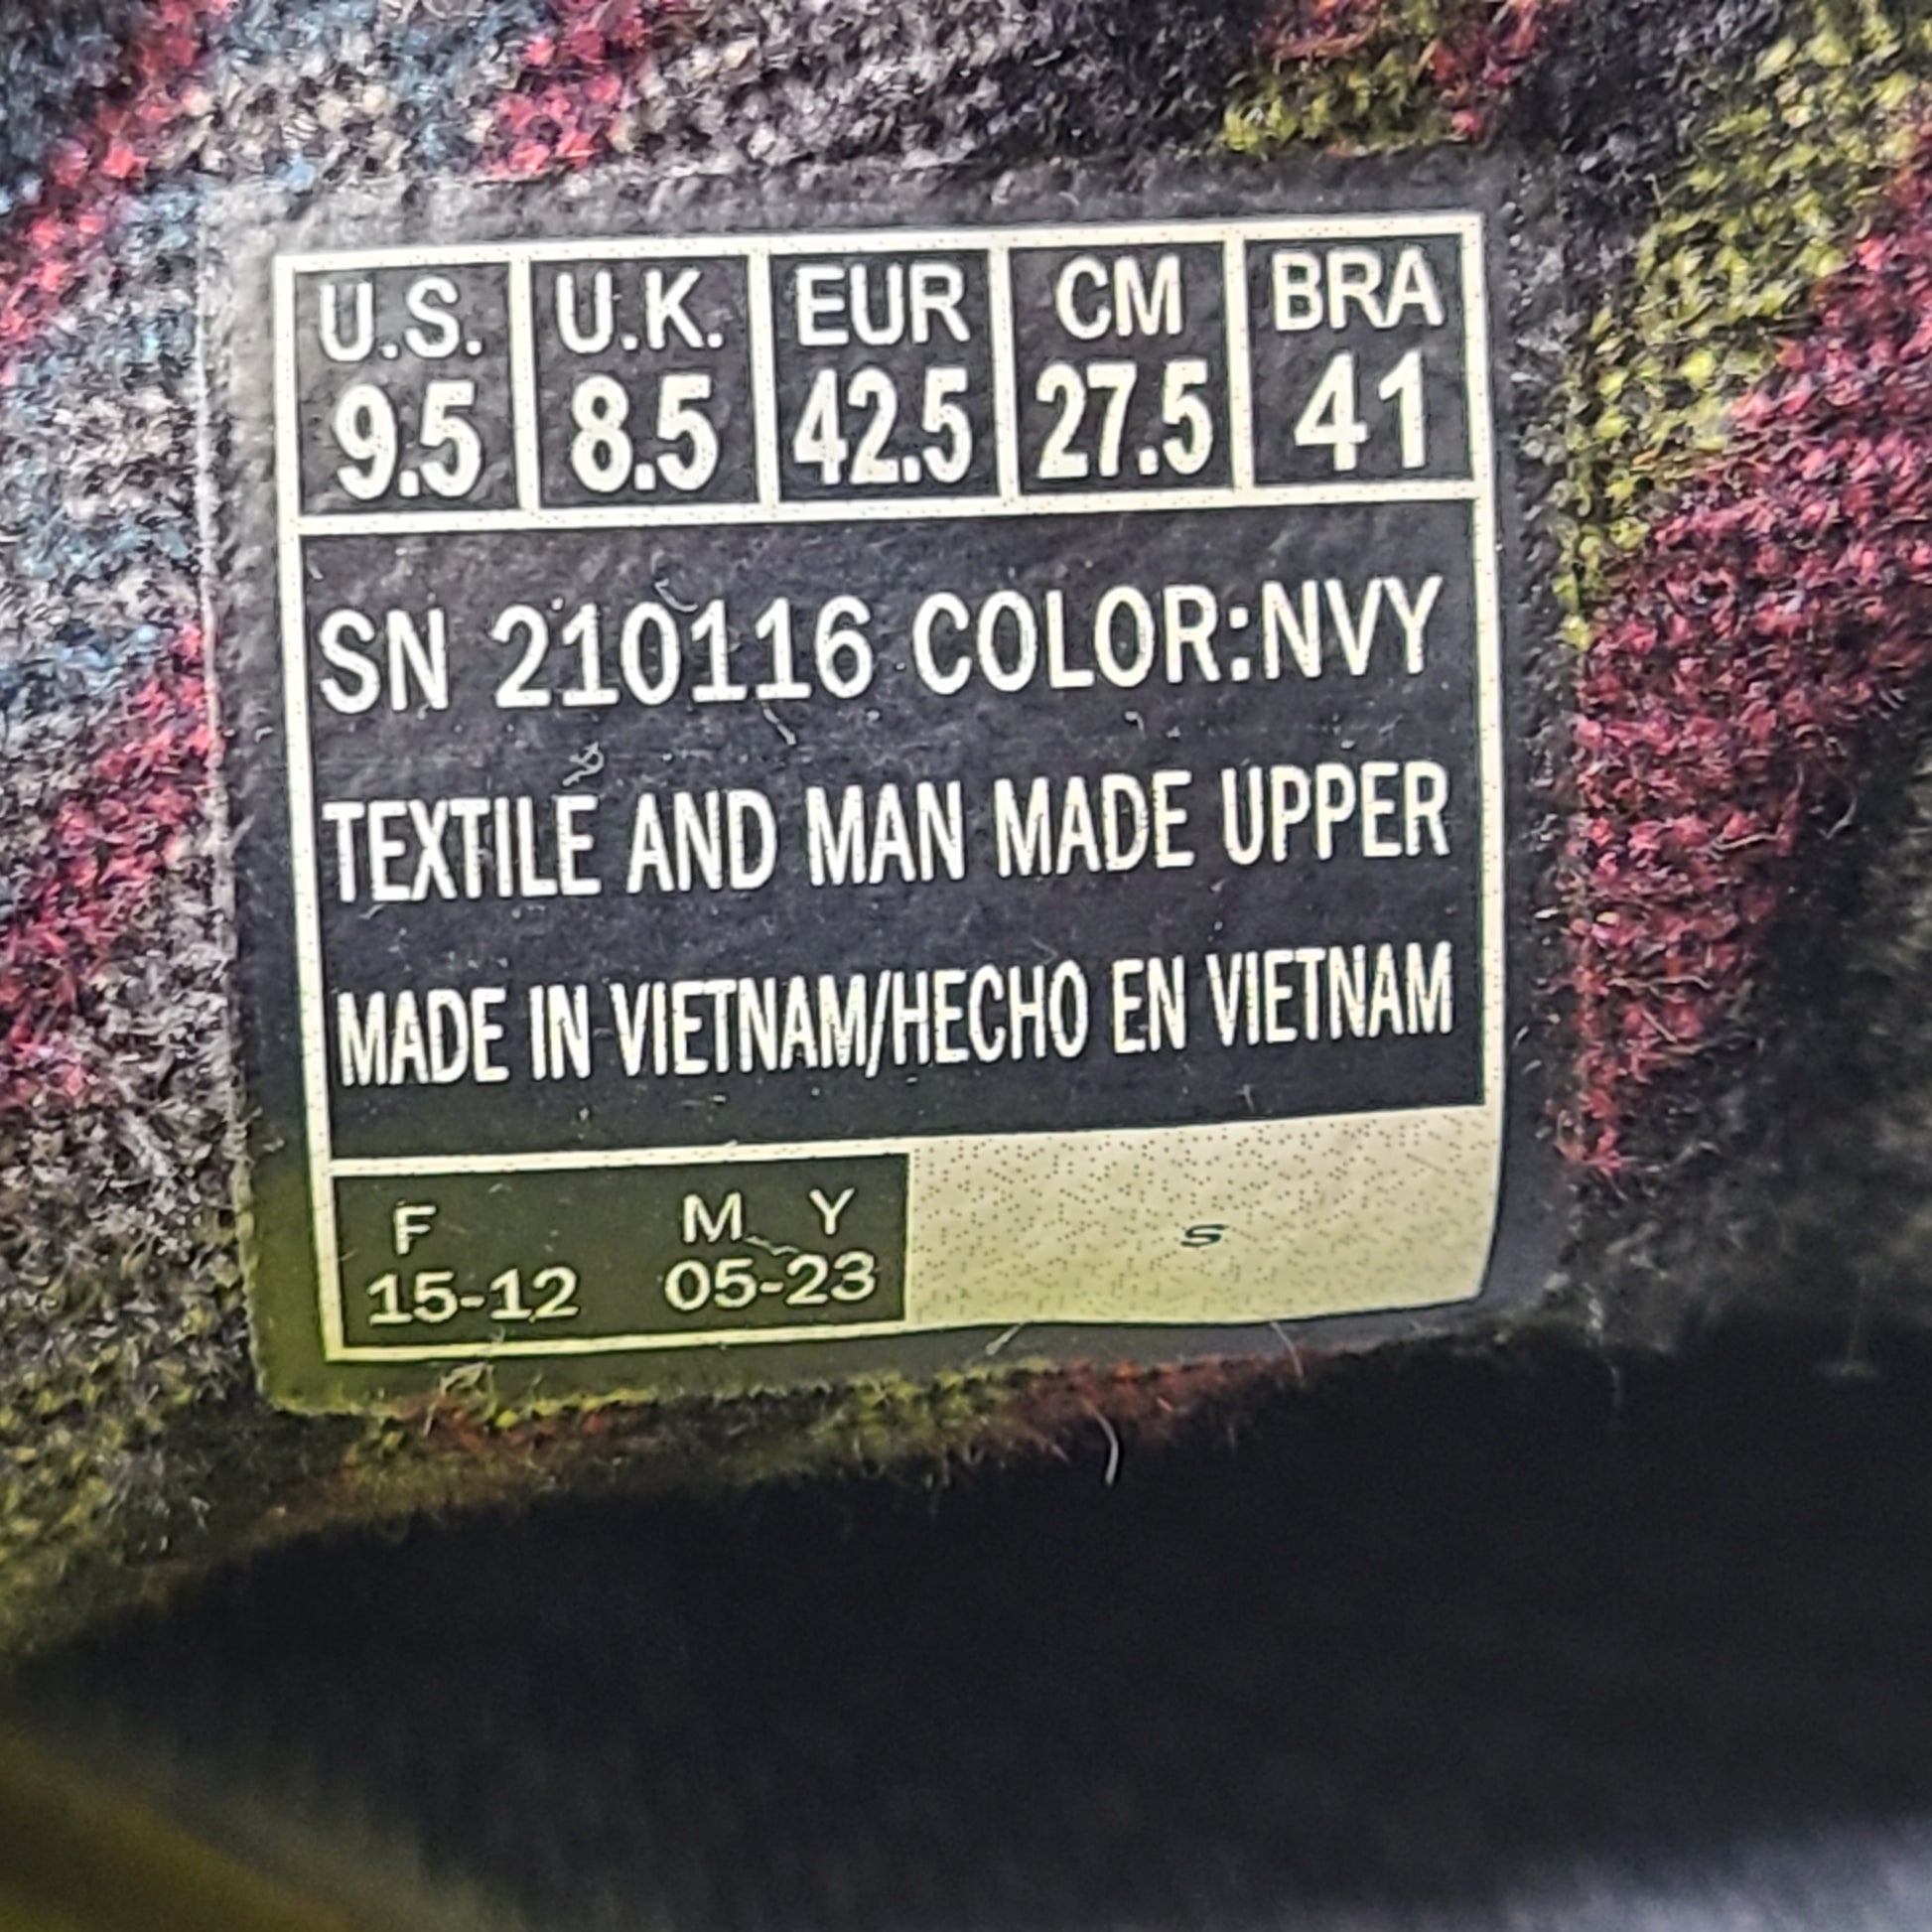 U.S. U.K. EUR CM BRA
9.5 8.5 42.5 27.5 41
SN 210116 COLOR:NVY
TEXTILE AND MAN MADE UPPER
MADE IN VIETNAM/HECHO EN VIETNAM
F M Y
15-12 05-23
S